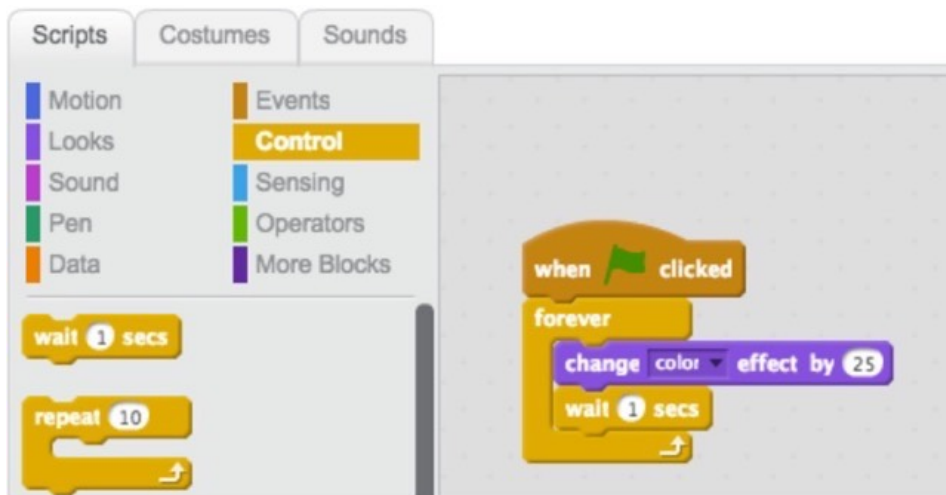 Scripts Costumes Sounds
Motion Events
Looks Control
Sound Sensing
Pen Operators
Data More Blocks
wait 1 secs
repeat 10
when clicked
forever
change color effect by 25
wait 1 secs